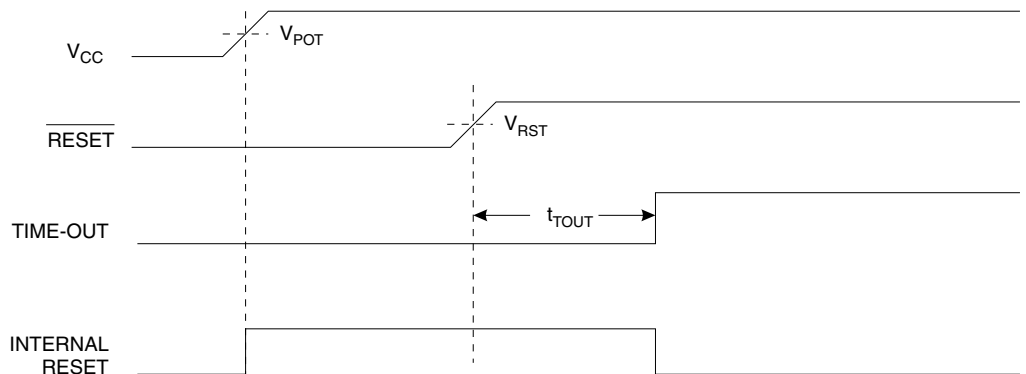 V_CC
V_POT
RESET
V_RST
TIME-OUT
t_TOUT
INTERNAL
RESET